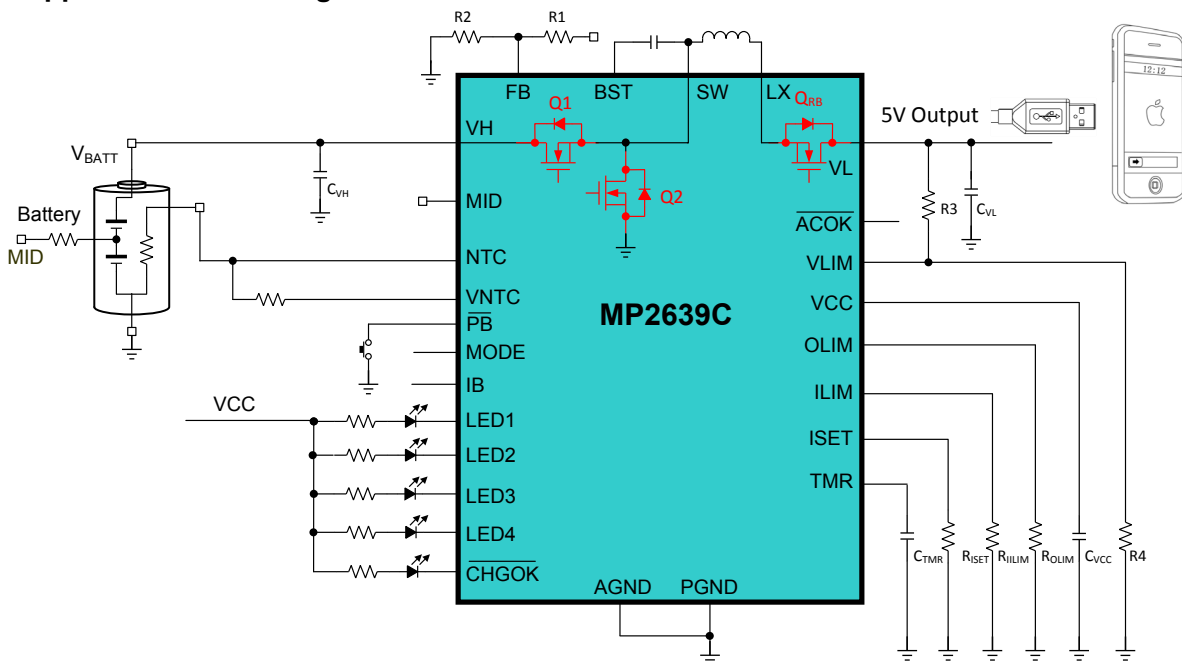 R2
R1
FB
BST
SW
LX
Q1
QRB
5V Output
12:12
VH
VL
VBATT
CVH
Q2
MID
R3
CVL
Battery
ACOK
MID
NTC
VLIM
VNTC
VCC
MP2639C
PB
OLIM
MODE
IB
ILIM
VCC
LED1
ISET
LED2
TMR
LED3
LED4
CTMR
RISET
RIILIM
ROLIM
CVCC
R4
CHGOK
AGND
PGND